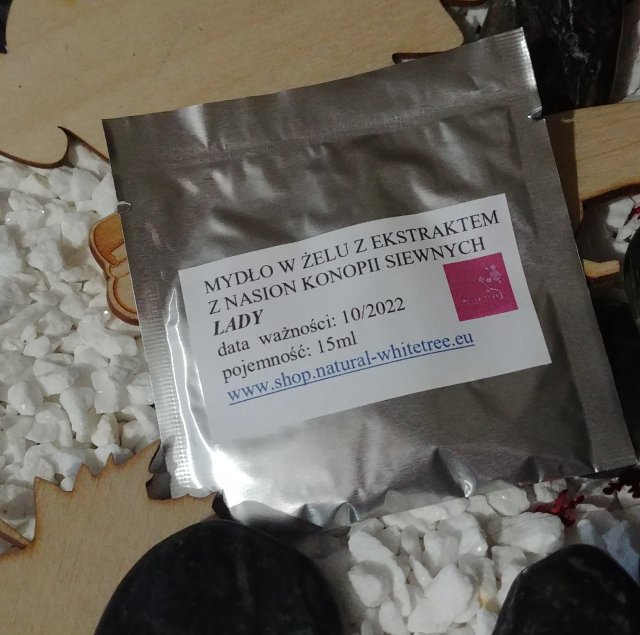 MYDŁO W ŻELU Z EKSTRAKTEM
Z NASION KONOPII SIEWNYCH
LADY
data ważności: 10/2022
pojemność: 15ml
www.shop.natural-whitetree.eu